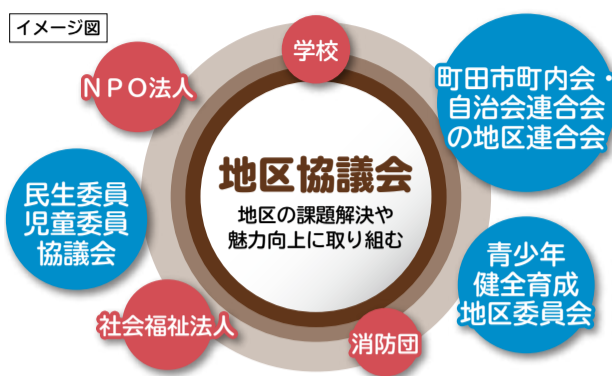 イメージ図
学校
NPO法人
町田市町内会・
自治会連合会
の地区連合会
地区協議会
地区の課題解決や
魅力向上に取り組む
民生委員
児童委員
協議会
青少年
健全育成
地区委員会
社会福祉法人
消防団